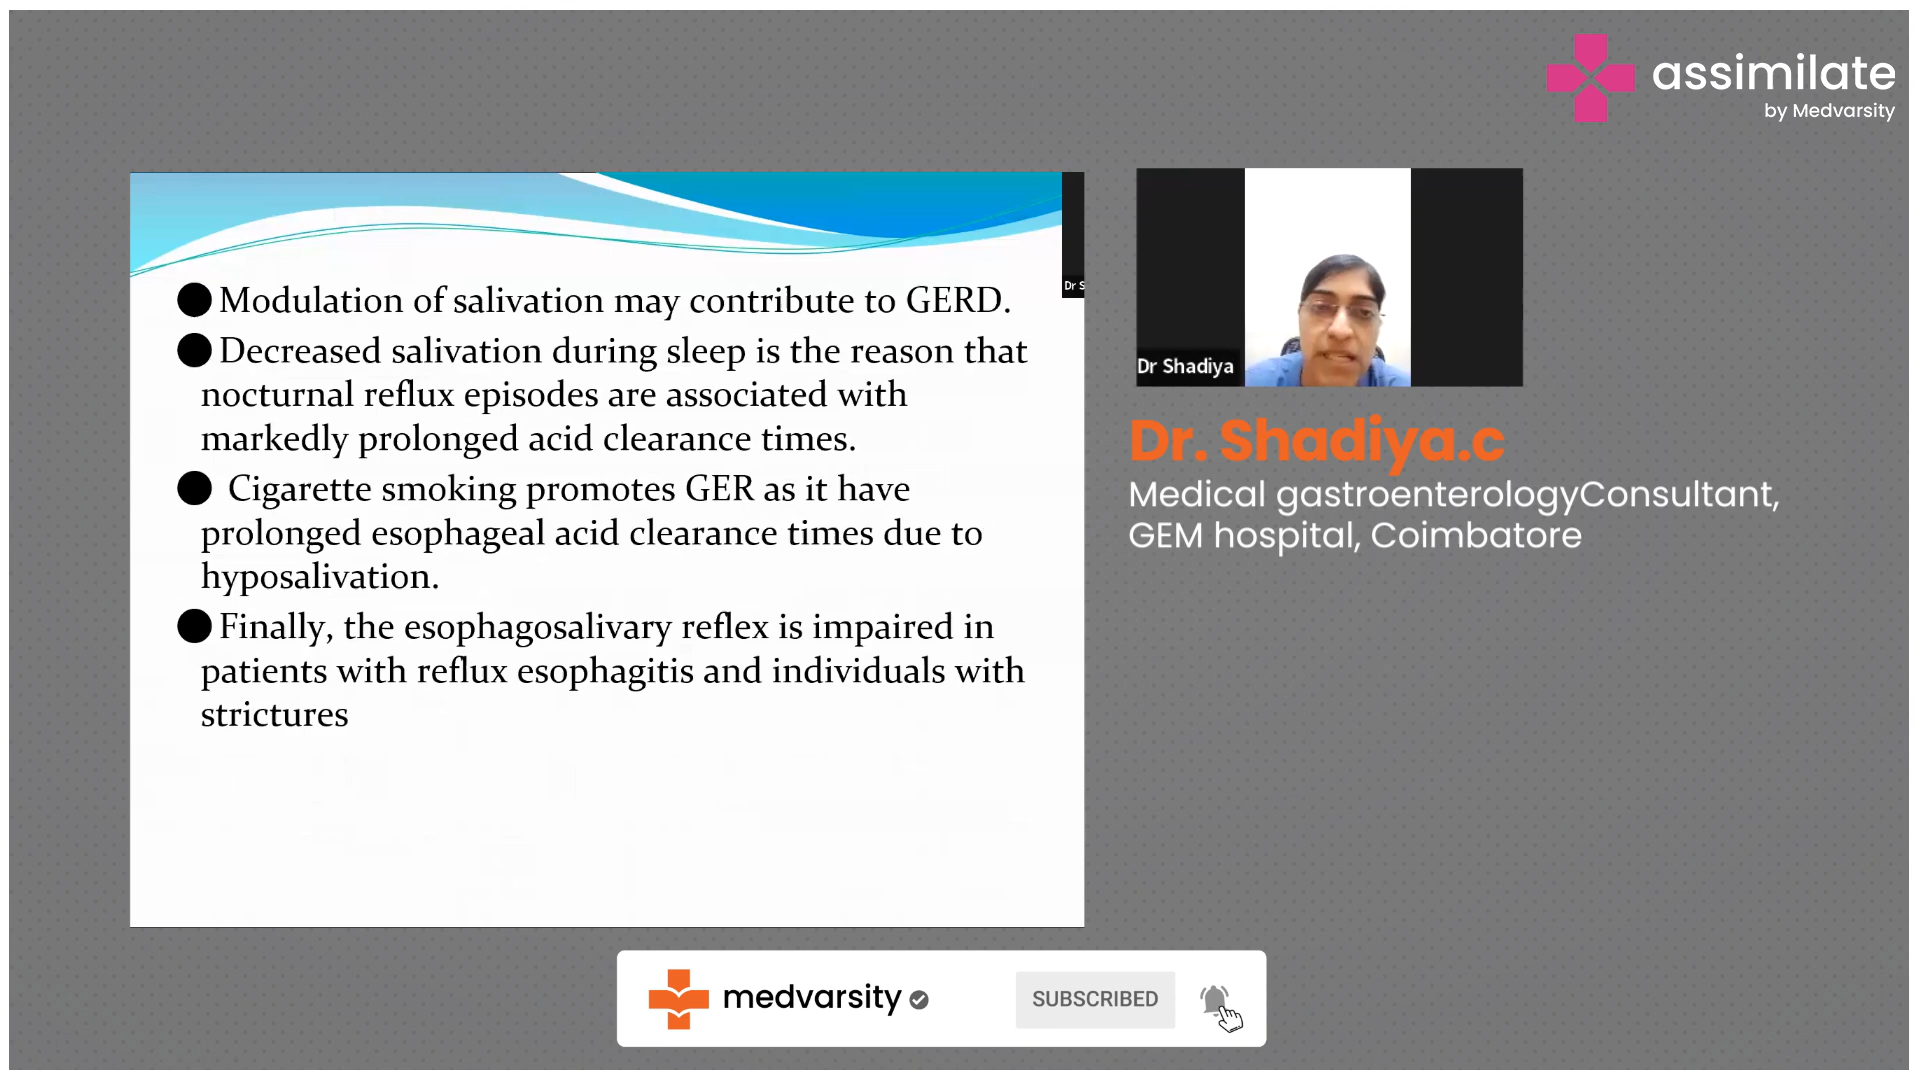 assimilate
by Medvarsity
● Modulation of salivation may contribute to GERD.
● Decreased salivation during sleep is the reason that
nocturnal reflux episodes are associated with
markedly prolonged acid clearance times.
● Cigarette smoking promotes GER as it have
prolonged esophageal acid clearance times due to
hyposalivation.
● Finally, the esophagosalivary reflex is impaired in
patients with reflux esophagitis and individuals with
strictures
Dr S
Dr Shadiya
Dr. Shadiya.c
Medical gastroenterologyConsultant,
GEM hospital, Coimbatore
medvarsity
SUBSCRIBED